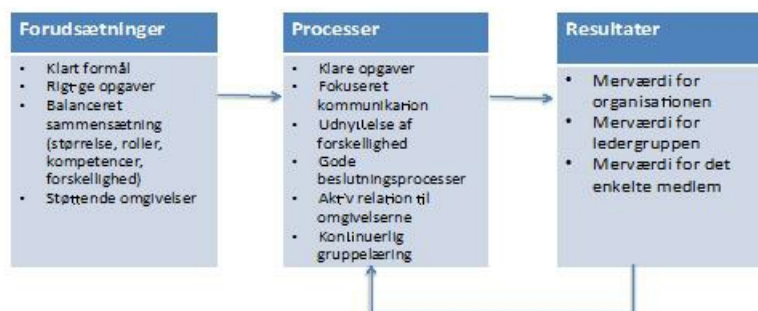 Forudsætninger
• Klart formål
• Rigtige opgaver
• Balanceret
sammensætning
(størrelse, roller,
kompetencer,
forskellighed)
• Støttende omgivelser
Processer
• Klare opgaver
• Fokuseret
kommunikation
• Udnyttelse af
forskellighed
• Gode
beslutningsprocesser
• Aktiv relation til
omgivelserne
• Kontinuerlig
gruppelæring
Resultater
• Merværdi for
organisationen
• Merværdi for
ledergruppen
• Merværdi for det
enkelte medlem